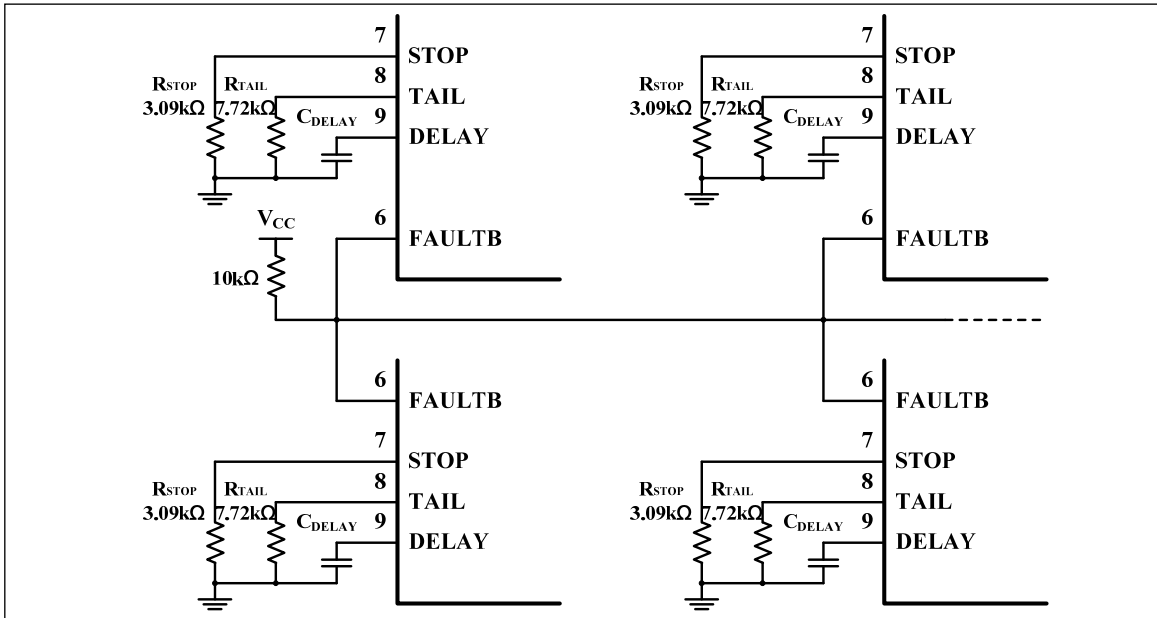 7
STOP
RSTOP
3.09kΩ
RTAIL
7.72kΩ
8
TAIL
CDELAY
9
DELAY
VCC
10kΩ
6
FAULTB
7
STOP
RSTOP
3.09kΩ
RTAIL
7.72kΩ
8
TAIL
CDELAY
9
DELAY
6
FAULTB
6
FAULTB
7
STOP
RSTOP
3.09kΩ
RTAIL
7.72kΩ
8
TAIL
CDELAY
9
DELAY
6
FAULTB
7
STOP
RSTOP
3.09kΩ
RTAIL
7.72kΩ
8
TAIL
CDELAY
9
DELAY